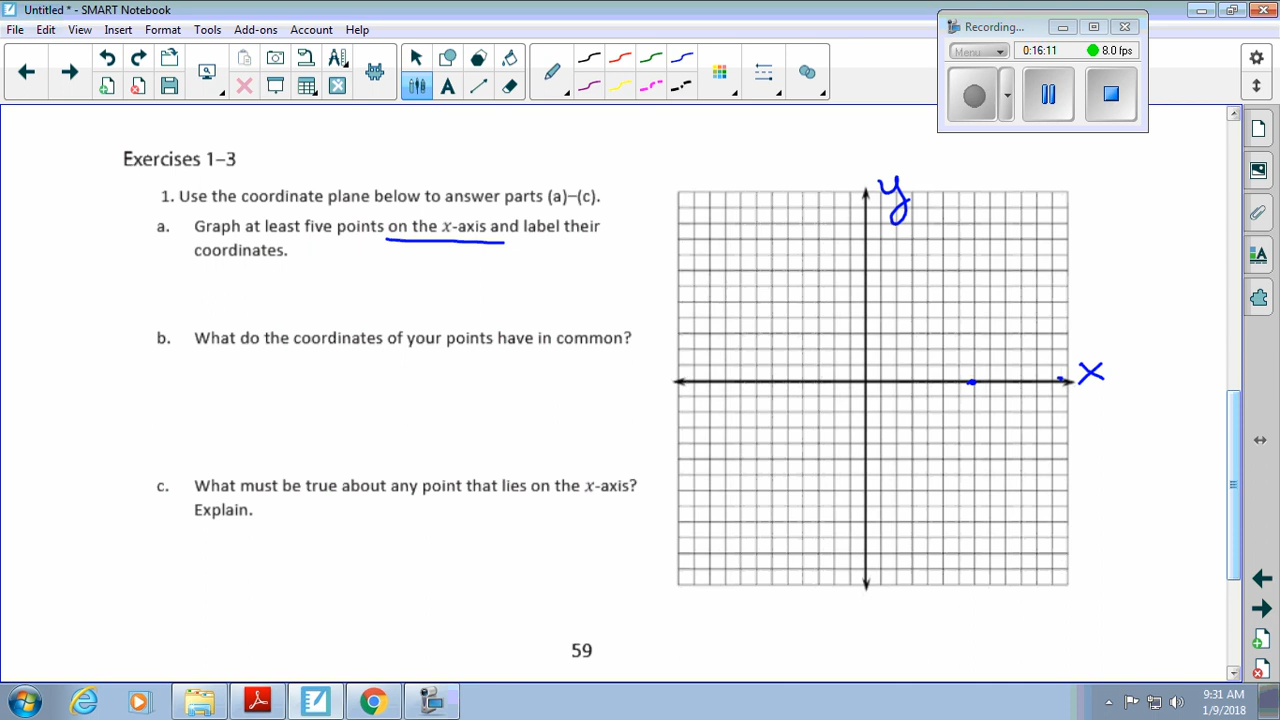 Untitled * - SMART Notebook
File Edit View Insert Format Tools Add-ons Account Help
Recording...
Menu 0:16:11 8.0 fps
Exercises 1–3
1. Use the coordinate plane below to answer parts (a)–(c).
a. Graph at least five points on the x-axis and label their
coordinates.
b. What do the coordinates of your points have in common?
c. What must be true about any point that lies on the x-axis?
Explain.
y
x
59
9:31 AM
1/9/2018